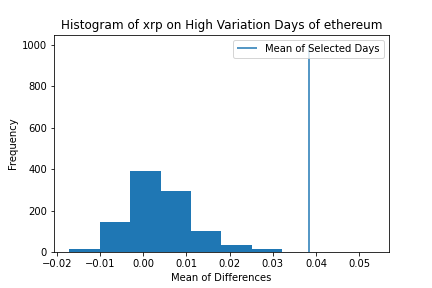 Histogram of xrp on High Variation Days of ethereum
Mean of Selected Days
1000
800
600
400
200
0
Frequency
−0.02 −0.01 0.00 0.01 0.02 0.03 0.04 0.05
Mean of Differences